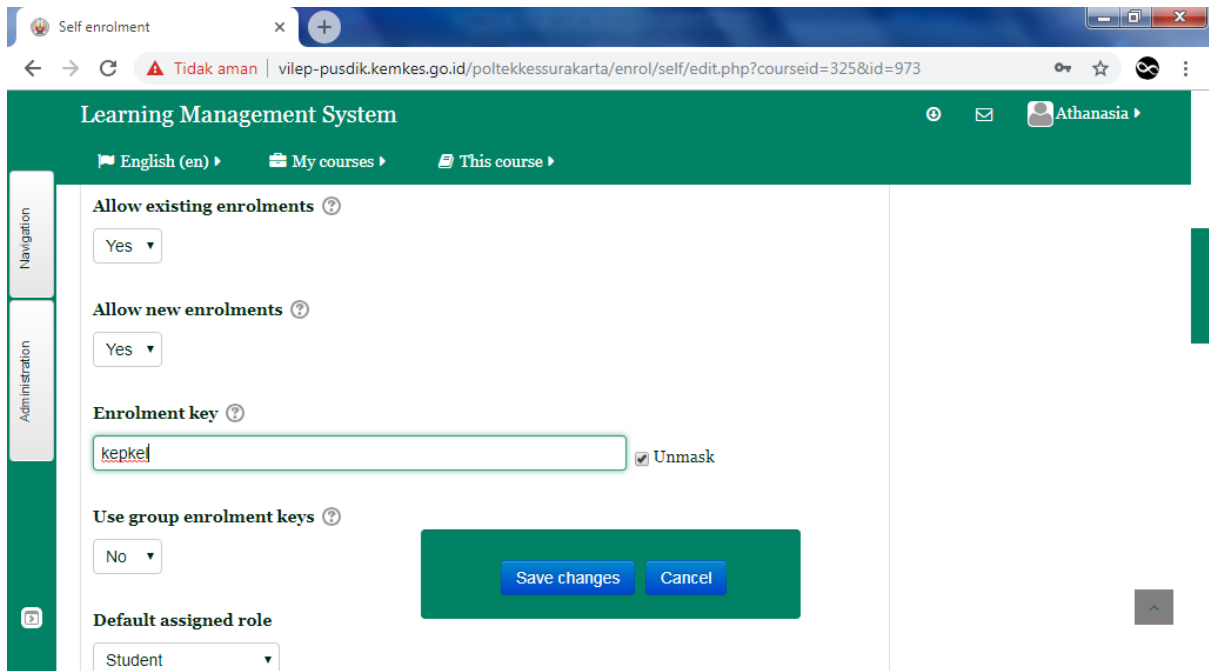 Self enrolment
Tidak aman | vilep-pusdik.kemkes.go.id/poltekkessurakarta/enrol/self/edit.php?courseid=325&id=973
Learning Management System
Athanasia
English (en)
My courses
This course
Navigation
Administration
Allow existing enrolments
Yes
Allow new enrolments
Yes
Enrolment key
kepkel
Unmask
Use group enrolment keys
No
Save changes
Cancel
Default assigned role
Student